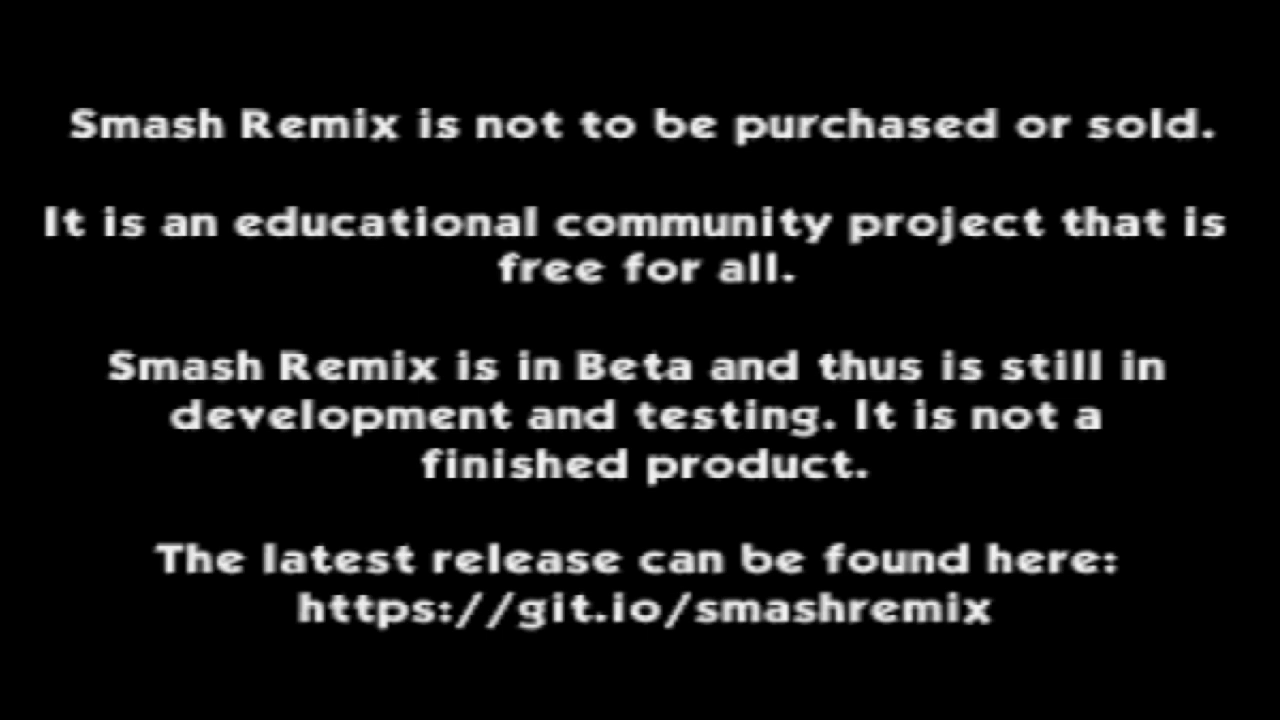 Smash Remix is not to be purchased or sold.
It is an educational community project that is
free for all.
Smash Remix is in Beta and thus is still in
development and testing. It is not a
finished product.
The latest release can be found here:
https://git.io/smashremix